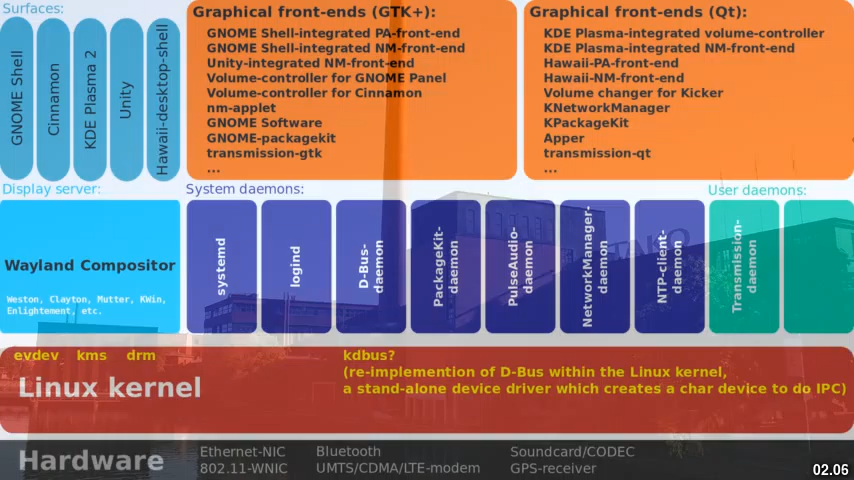 Surfaces:
GNOME Shell
Cinnamon
KDE Plasma 2
Unity
Hawaii-desktop-shell
Graphical front-ends (GTK+):
GNOME Shell-integrated PA-front-end
GNOME Shell-integrated NM-front-end
Unity-integrated NM-front-end
Volume-controller for GNOME Panel
Volume-controller for Cinnamon
nm-applet
GNOME Software
GNOME-packagekit
transmission-gtk
...
Graphical front-ends (Qt):
KDE Plasma-integrated volume-controller
KDE Plasma-integrated NM-front-end
Hawaii-PA-front-end
Hawaii-NM-front-end
Volume changer for Kicker
KNetworkManager
KPackageKit
Apper
transmission-qt
...
Display server:
Wayland Compositor
Weston, Clayton, Mutter, KWin,
Enlightement, etc.
System daemons:
systemd
logind
D-Bus-
daemon
PackageKit-
daemon
PulseAudio-
daemon
NetworkManager-
daemon
NTP-client-
daemon
User daemons:
Transmission-
daemon
TAKO
evdev kms drm
Linux kernel
kdbus?
(re-implemention of D-Bus within the Linux kernel,
a stand-alone device driver which creates a char device to do IPC)
Hardware
Ethernet-NIC
802.11-WNIC
Bluetooth
UMTS/CDMA/LTE-modem
Soundcard/CODEC
GPS-receiver
02.06